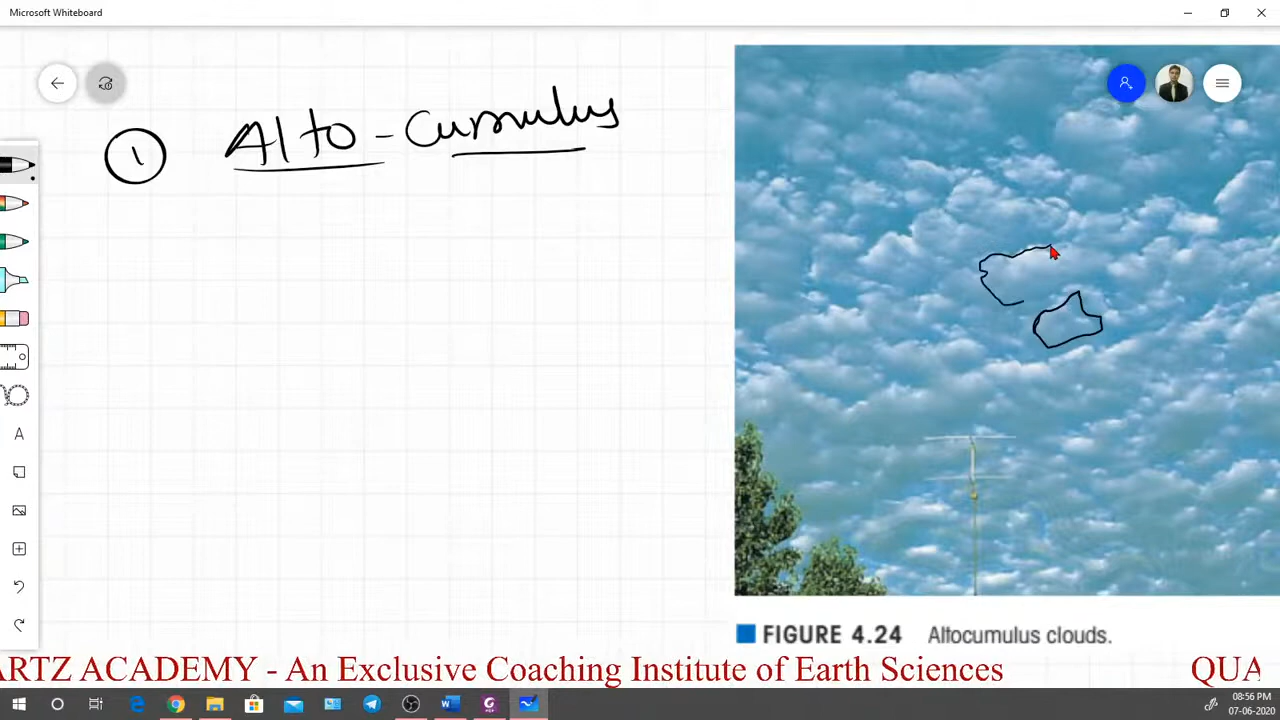 Microsoft Whiteboard
① Alto-Cumulus
A
FIGURE 4.24 Altocumulus clouds.
ARTZ ACADEMY - An Exclusive Coaching Institute of Earth Sciences QUA
08:56 PM
07-06-2020